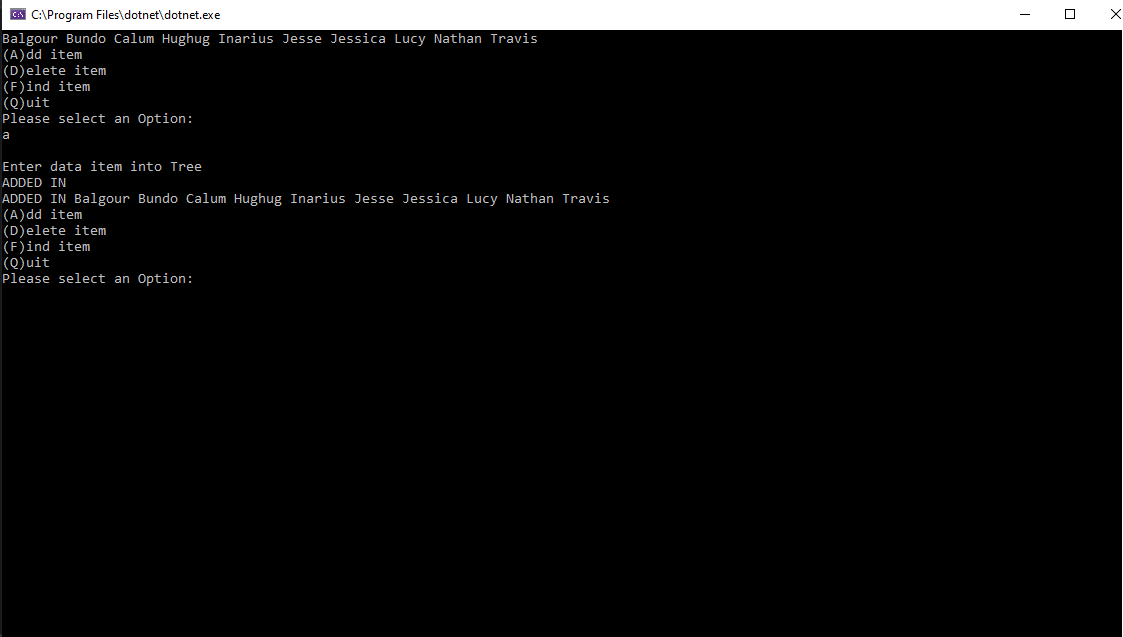 C:\Program Files\dotnet\dotnet.exe
Balgour Bundo Calum Hughug Inarius Jesse Jessica Lucy Nathan Travis
(A)dd item
(D)elete item
(F)ind item
(Q)uit
Please select an Option:
a
Enter data item into Tree
ADDED IN
ADDED IN Balgour Bundo Calum Hughug Inarius Jesse Jessica Lucy Nathan Travis
(A)dd item
(D)elete item
(F)ind item
(Q)uit
Please select an Option: